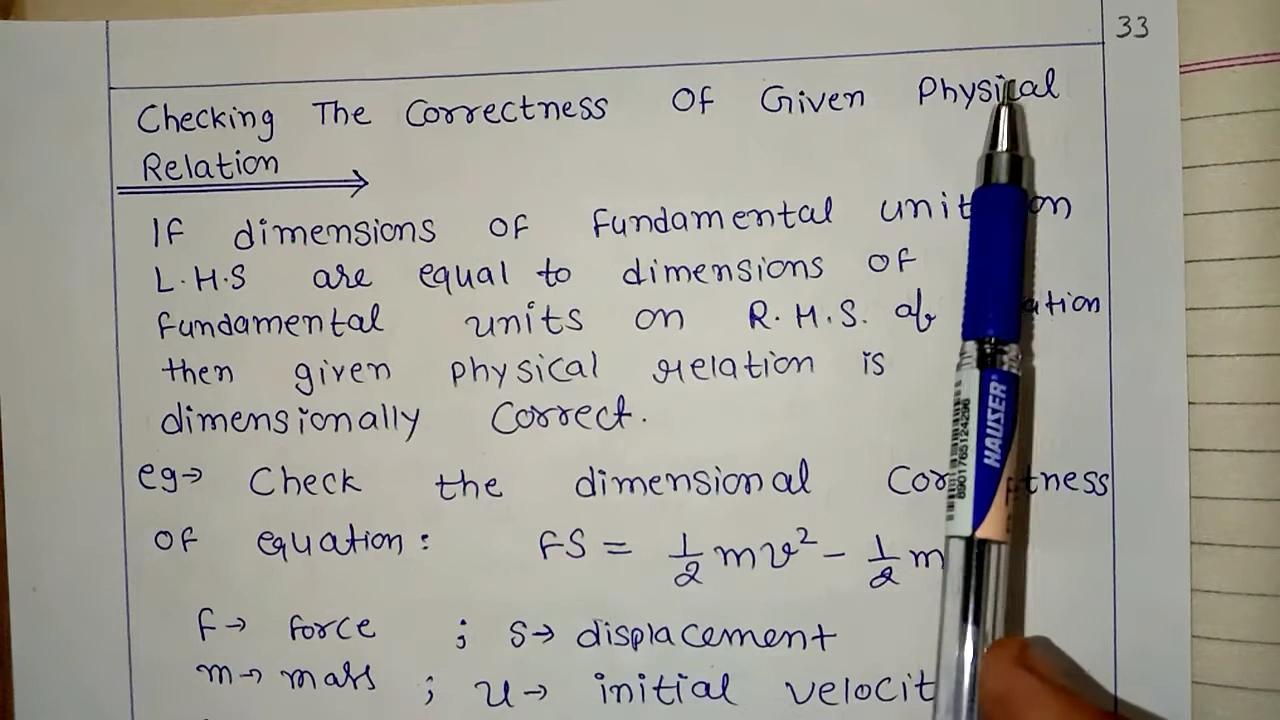 33
Checking The Correctness Of Given Physical
Relation
If dimensions of fundamental unit on
L.H.S are equal to dimensions of
fundamental units on R.H.S. of
then given physical relation is
dimensionally Correct.
eg→ Check the dimensional
of equation: FS = 1/2 mv² - 1/2 m
F→ force ; S→ displacement
m→ mass ; u→ initial velocit
HAUSER
8901765124296